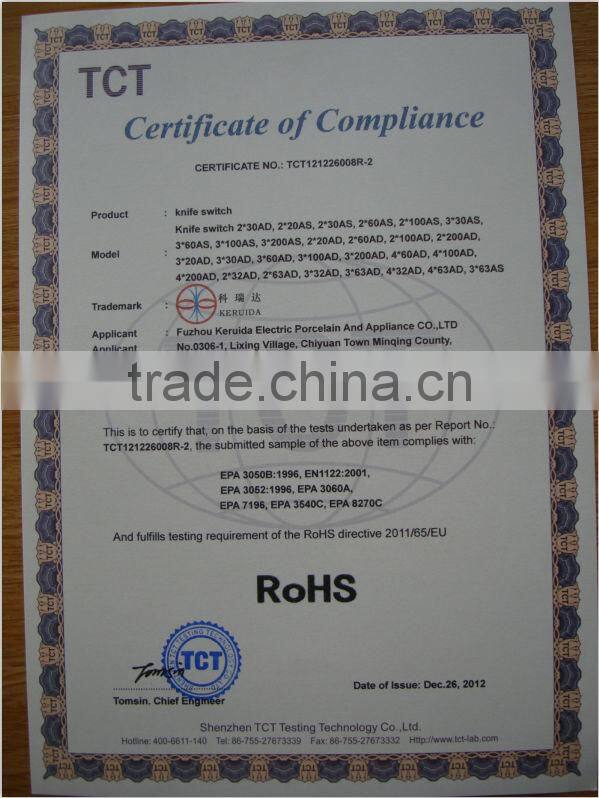 TCT
Certificate of Compliance
CERTIFICATE NO.: TCT121226008R-2
Product : knife switch
Knife switch 2*30AD, 2*20AS, 2*30AS, 2*60AS, 2*100AS, 3*30AS,
Model : 3*60AS, 3*100AS, 3*200AS, 2*20AD, 2*60AD, 2*100AD, 2*200AD,
3*20AD, 3*30AD, 3*60AD, 3*100AD, 3*200AD, 4*60AD, 4*100AD,
4*200AD, 2*32AD, 2*63AD, 3*32AD, 3*63AD, 4*32AD, 4*63AD, 3*63AS
Trademark : 科瑞达
KERUIDA
Applicant : Fuzhou Keruida Electric Porcelain And Appliance CO.,LTD
Applicant No.0306-1, Lixing Village, Chiyuan Town Minqing County,
trade.china.cn
This is to certify that, on the basis of the tests undertaken as per Report No.:
TCT121226008R-2, the submitted sample of the above item complies with:
EPA 3050B:1996, EN1122:2001,
EPA 3052:1996, EPA 3060A,
EPA 7196, EPA 3540C, EPA 8270C
And fulfills testing requirement of the RoHS directive 2011/65/EU
RoHS
TCT
Tomsin
Tomsin. Chief Engineer
Date of Issue: Dec.26, 2012
Shenzhen TCT Testing Technology Co.,Ltd.
Hotline: 400-6611-140 Tel: 86-755-27673339 Fax: 86-755-27673332 Http://www.tct-lab.com